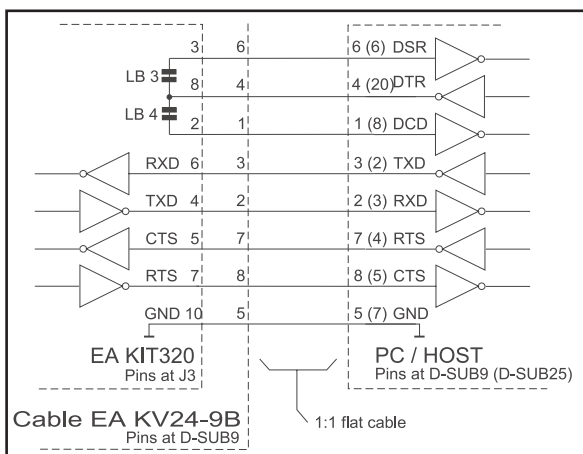 3 6 6 (6) DSR
LB 3
8 4 4 (20) DTR
LB 4
2 1 1 (8) DCD
RXD 6 3 3 (2) TXD
TXD 4 2 2 (3) RXD
CTS 5 7 7 (4) RTS
RTS 7 8 8 (5) CTS
GND 10 5 5 (7) GND
EA KIT320 PC / HOST
Pins at J3 Pins at D-SUB9 (D-SUB25)
Cable EA KV24-9B 1:1 flat cable
Pins at D-SUB9